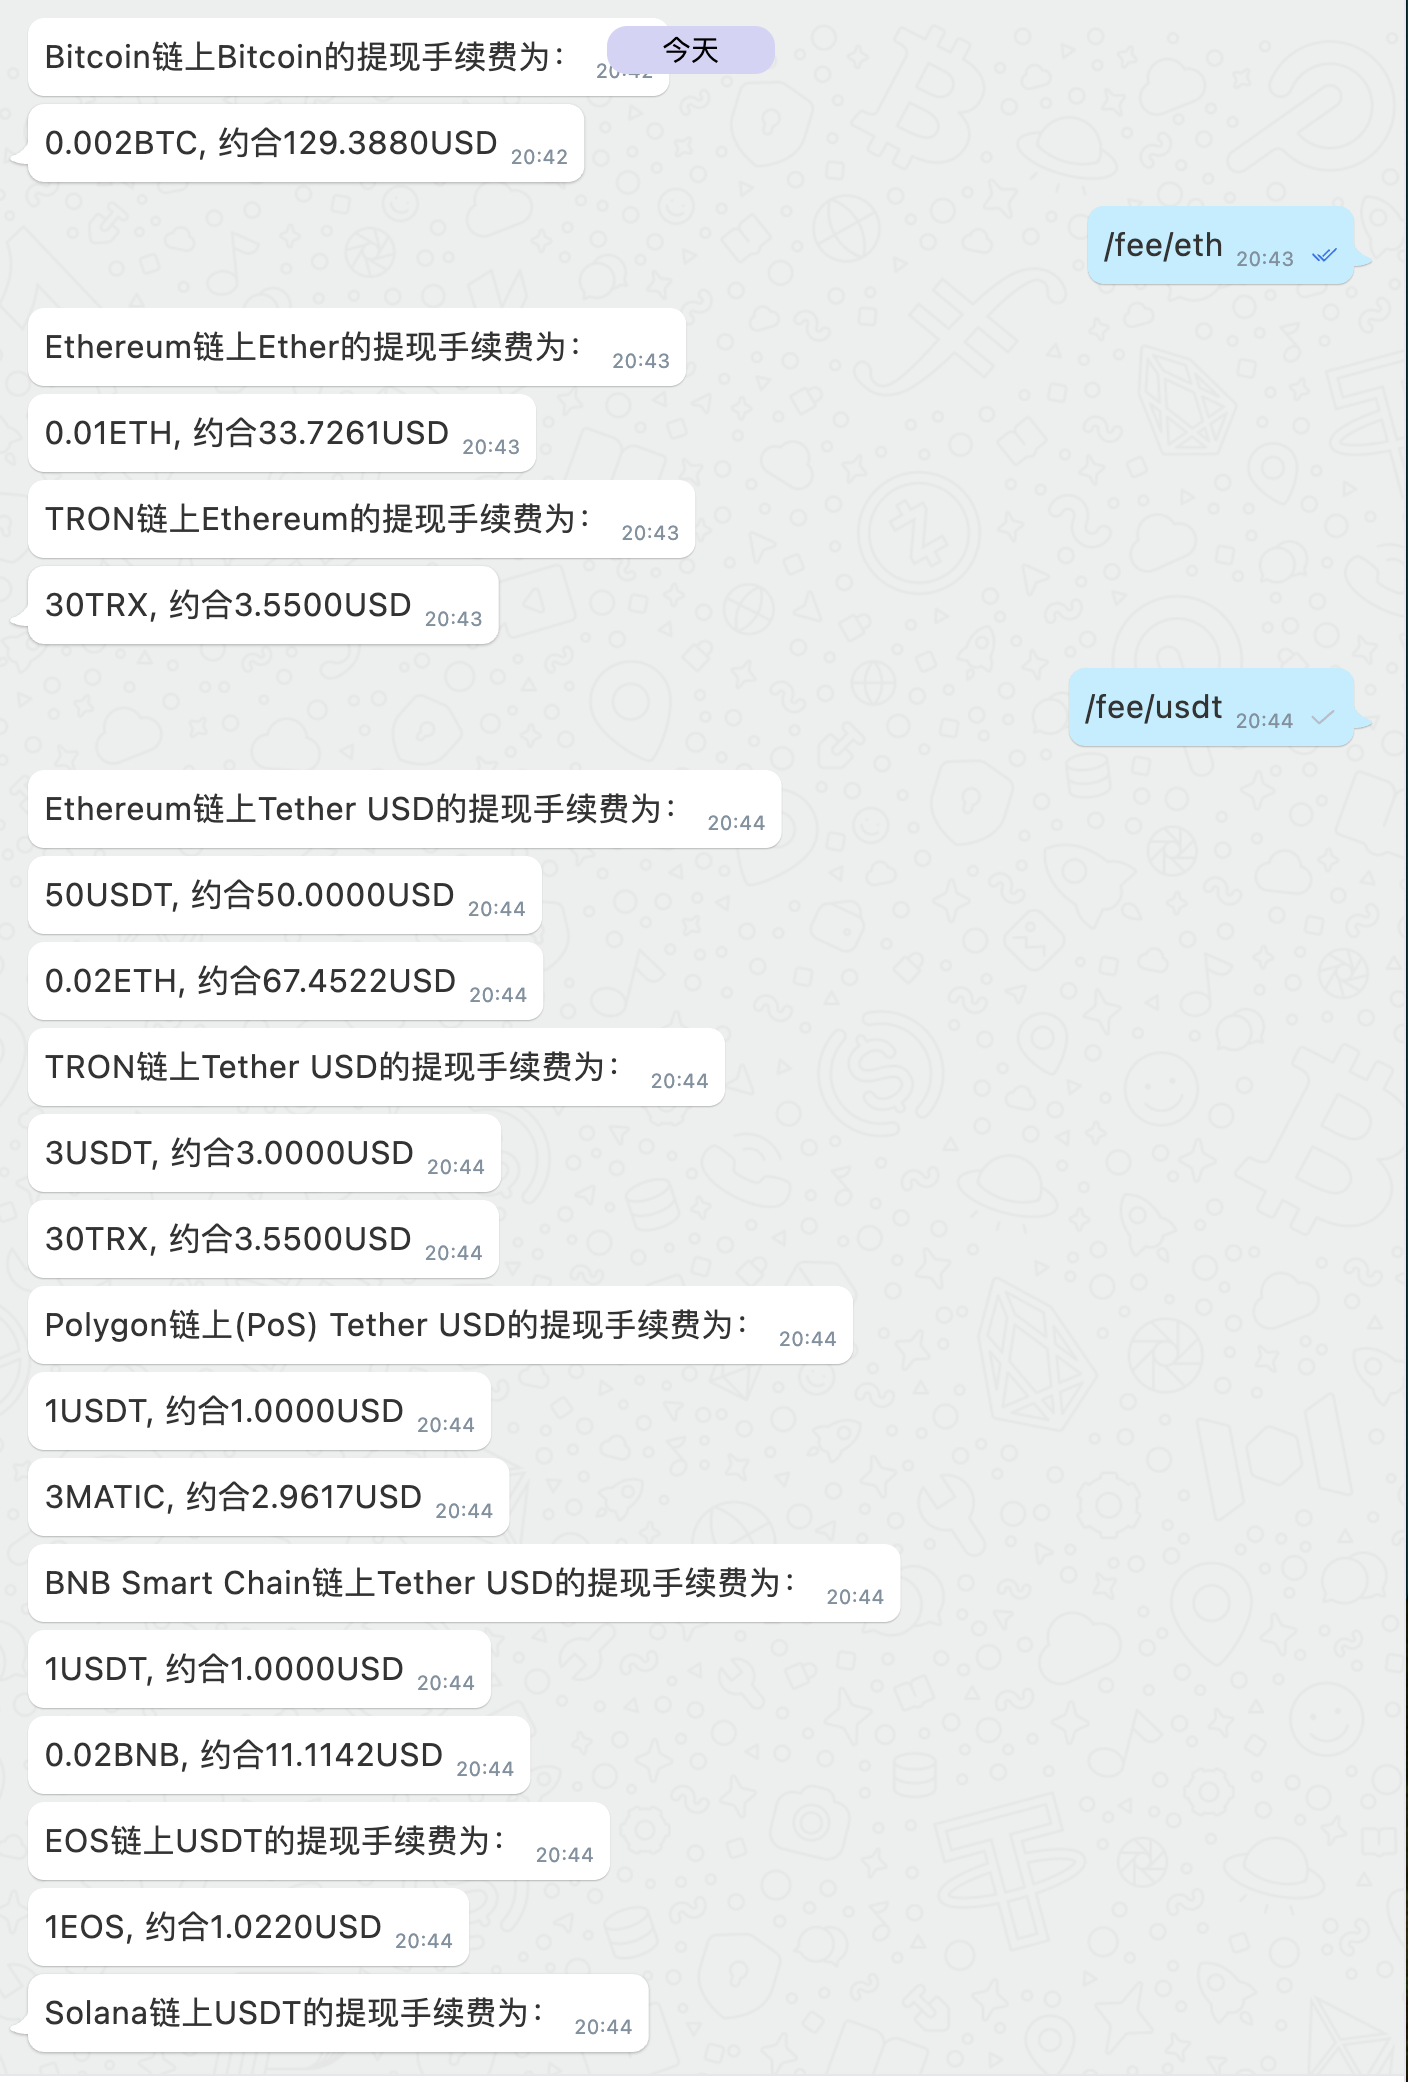 Bitcoin链上Bitcoin的提现手续费为： 20:42
今天
0.002BTC, 约合129.3880USD 20:42
/fee/eth 20:43
Ethereum链上Ether的提现手续费为： 20:43
0.01ETH, 约合33.7261USD 20:43
TRON链上Ethereum的提现手续费为： 20:43
30TRX, 约合3.5500USD 20:43
/fee/usdt 20:44
Ethereum链上Tether USD的提现手续费为： 20:44
50USDT, 约合50.0000USD 20:44
0.02ETH, 约合67.4522USD 20:44
TRON链上Tether USD的提现手续费为： 20:44
3USDT, 约合3.0000USD 20:44
30TRX, 约合3.5500USD 20:44
Polygon链上(PoS) Tether USD的提现手续费为： 20:44
1USDT, 约合1.0000USD 20:44
3MATIC, 约合2.9617USD 20:44
BNB Smart Chain链上Tether USD的提现手续费为： 20:44
1USDT, 约合1.0000USD 20:44
0.02BNB, 约合11.1142USD 20:44
EOS链上USDT的提现手续费为： 20:44
1EOS, 约合1.0220USD 20:44
Solana链上USDT的提现手续费为： 20:44